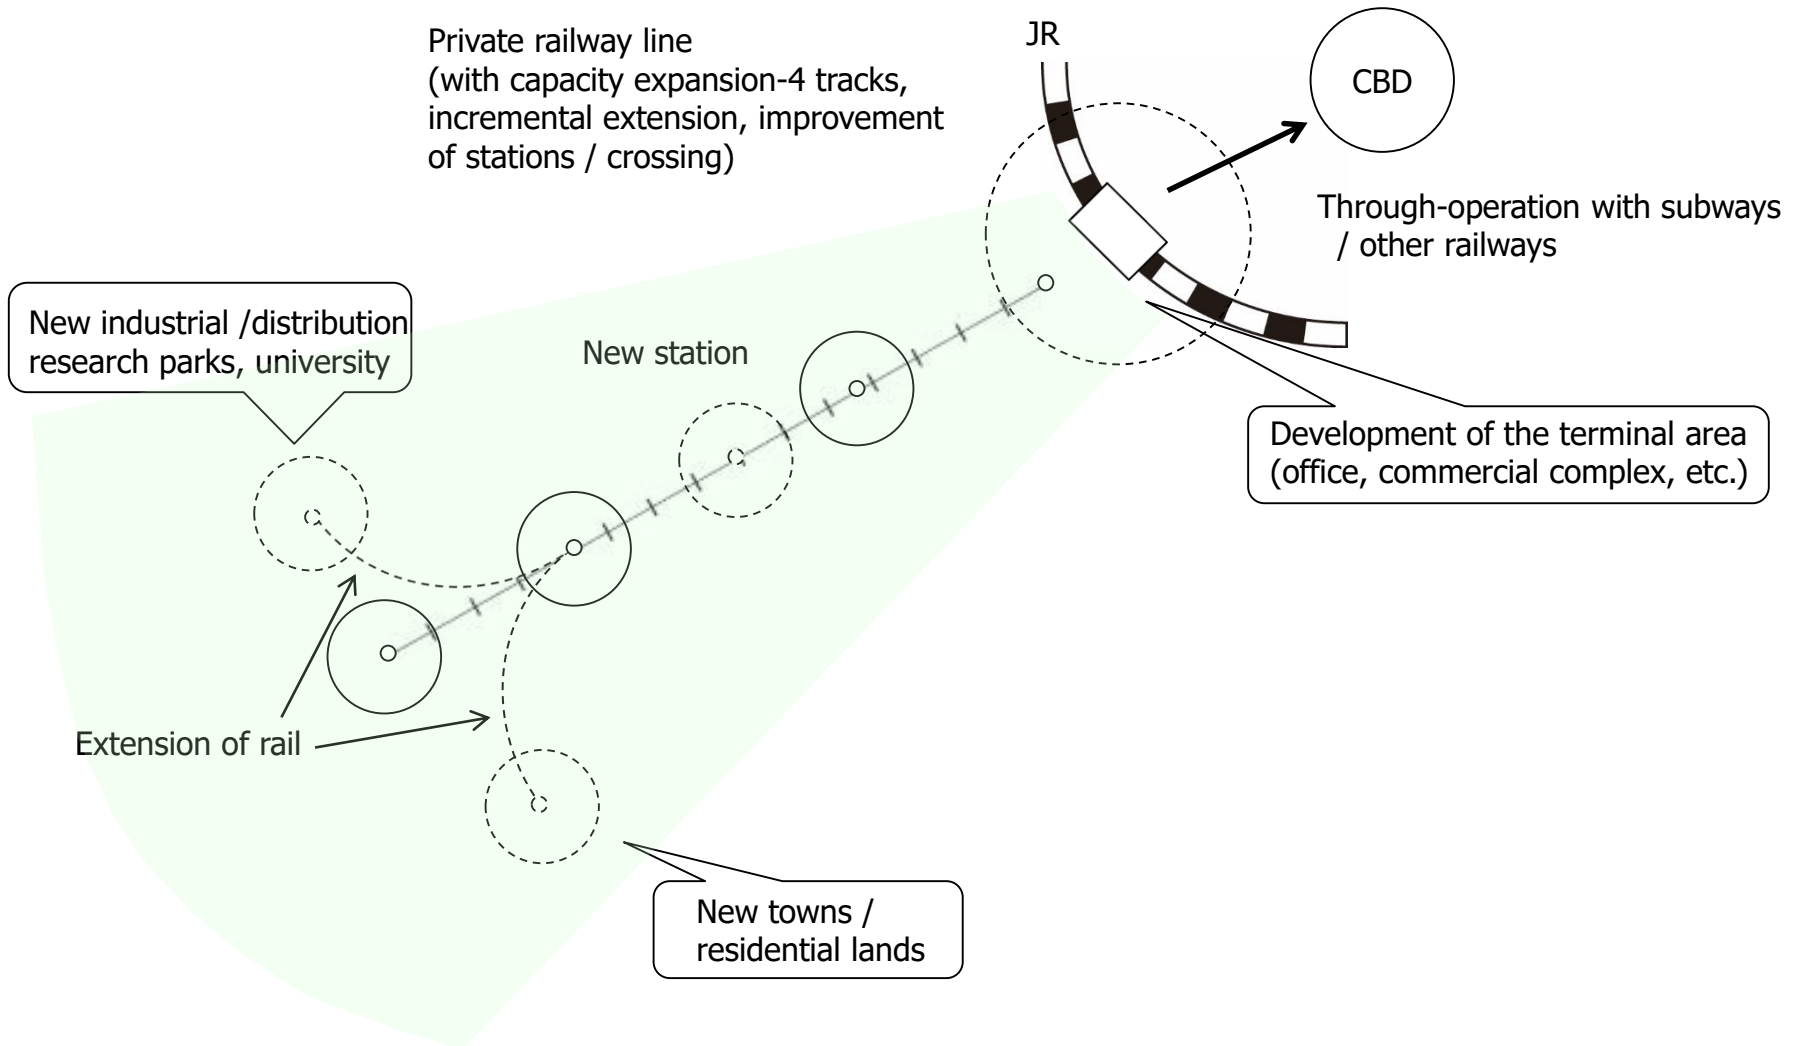 Private railway line
(with capacity expansion-4 tracks,
incremental extension, improvement
of stations / crossing)
JR
CBD
Through-operation with subways
/ other railways
New industrial /distribution
research parks, university
New station
Development of the terminal area
(office, commercial complex, etc.)
Extension of rail
New towns /
residential lands